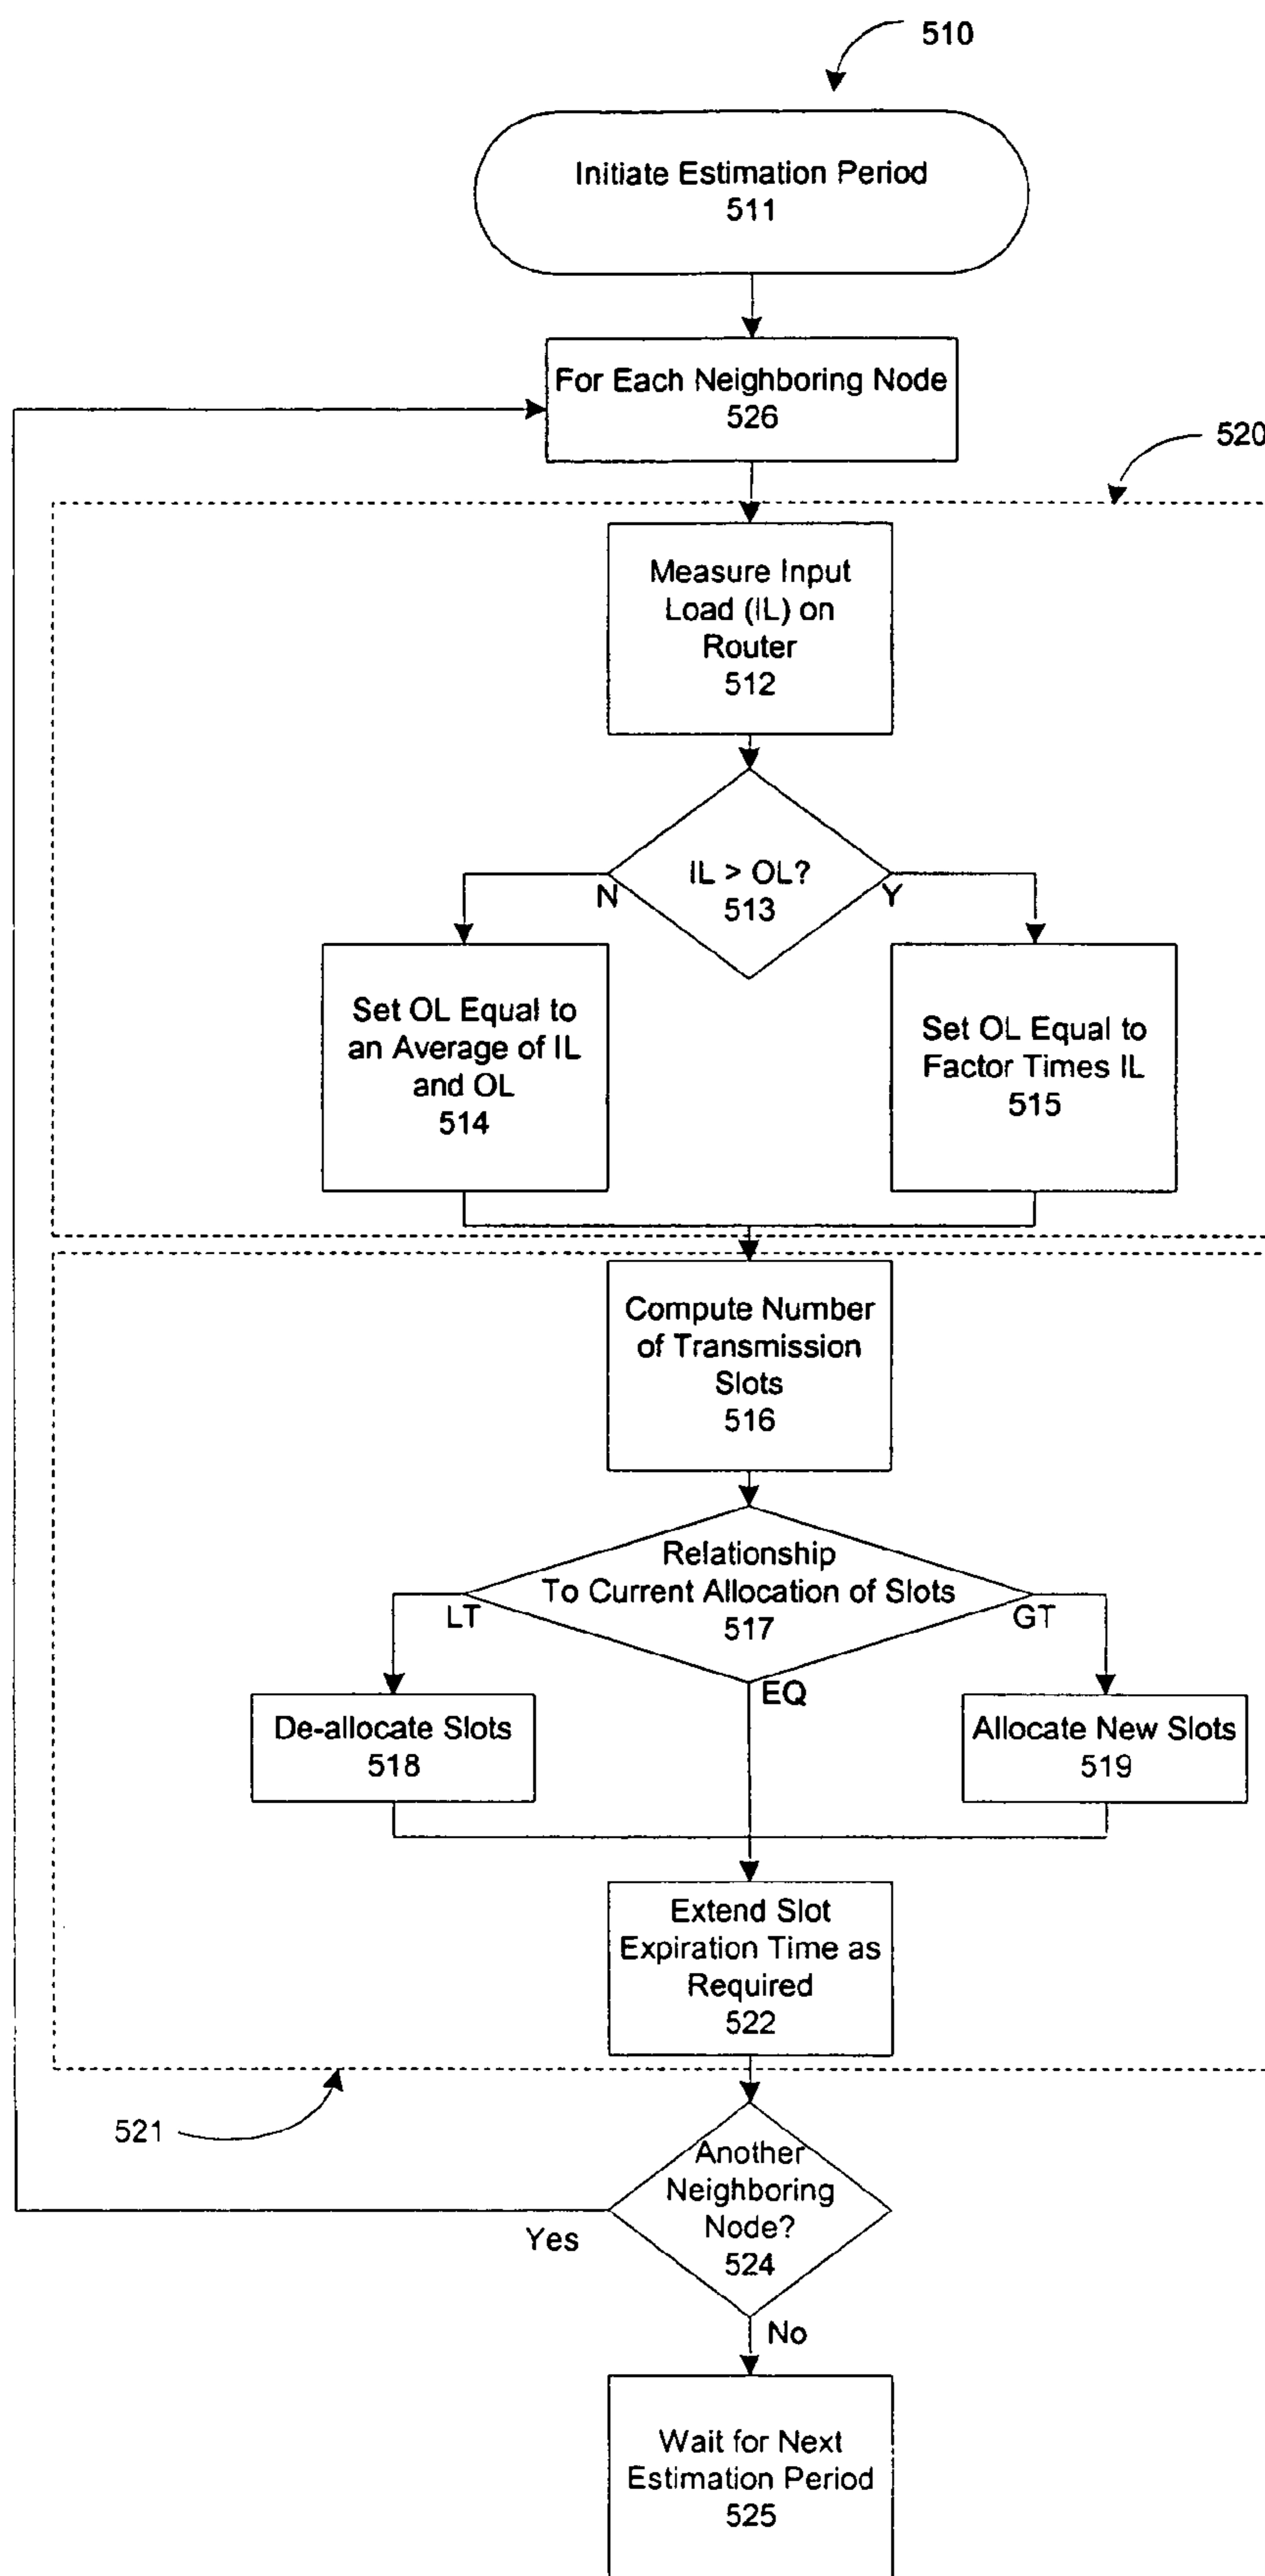 510
Initiate Estimation Period
511
For Each Neighboring Node
526
520
Measure Input
Load (IL) on
Router
512
IL > OL?
513
N
Y
Set OL Equal to
an Average of IL
and OL
514
Set OL Equal to
Factor Times IL
515
Compute Number
of Transmission
Slots
516
Relationship
To Current Allocation of Slots
517
LT
GT
EQ
De-allocate Slots
518
Allocate New Slots
519
Extend Slot
Expiration Time as
Required
522
521
Another
Neighboring
Node?
524
Yes
No
Wait for Next
Estimation Period
525